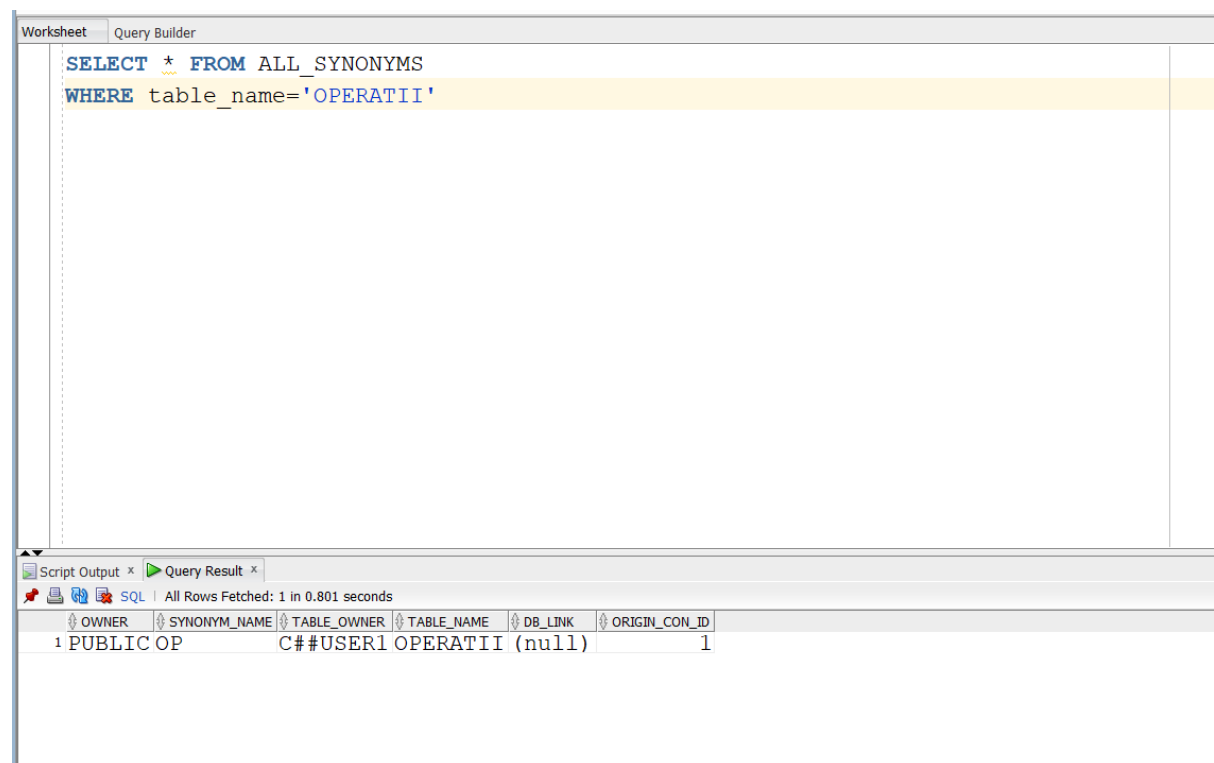 Worksheet Query Builder
SELECT * FROM ALL_SYNONYMS
WHERE table_name='OPERATII'
Script Output x Query Result x
SQL | All Rows Fetched: 1 in 0.801 seconds
OWNER SYNONYM_NAME TABLE_OWNER TABLE_NAME DB_LINK ORIGIN_CON_ID
1 PUBLIC OP C##USER1 OPERATII (null) 1